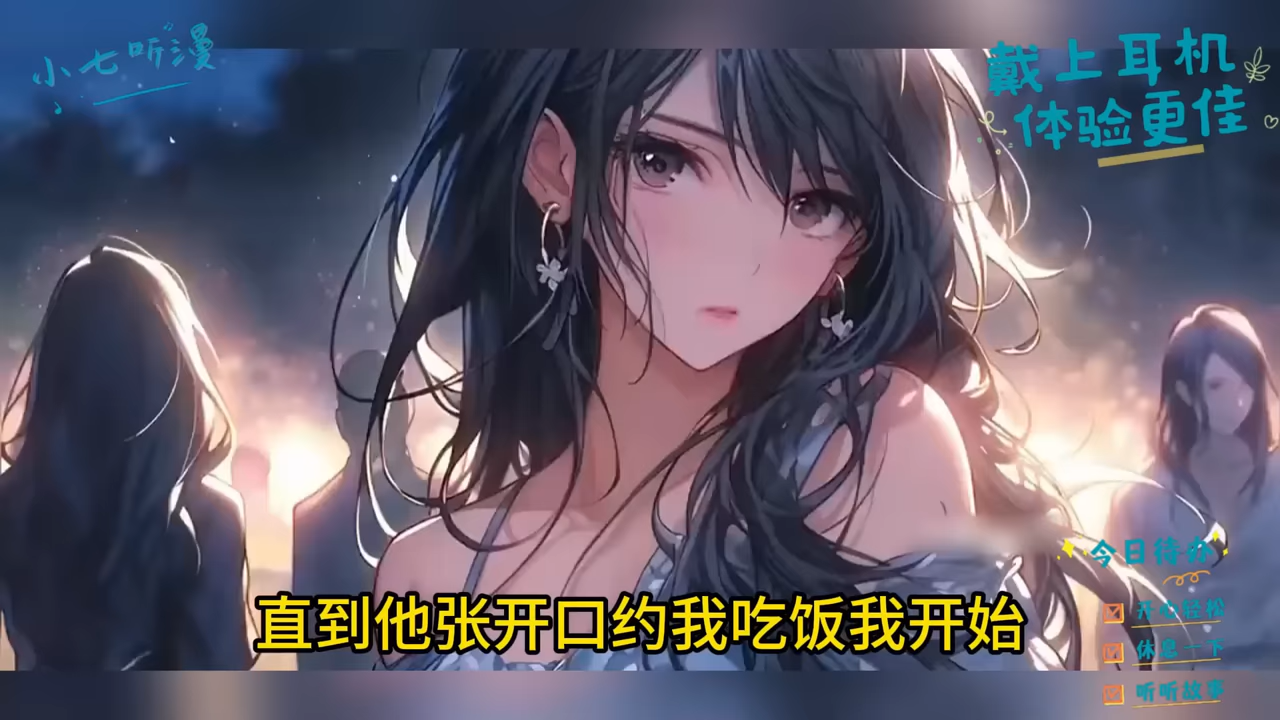 小七听漫
戴上耳机
体验更佳
今日待办
开心轻松
休息一下
听听故事
直到他张开口约我吃饭我开始